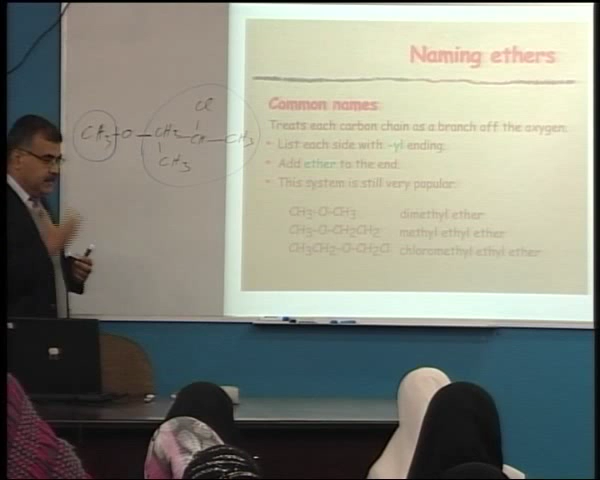 Cl
CH3-O-CH2-CH-CH3
CH3
Naming ethers
Common names
Treats each carbon chain as a branch off the oxygen.
• List each side with -yl ending.
• Add ether to the end.
• This system is still very popular.
CH3-O-CH3 dimethyl ether
CH3-O-CH2CH2 methyl ethyl ether
CH3CH2-O-CH2Cl chloromethyl ethyl ether